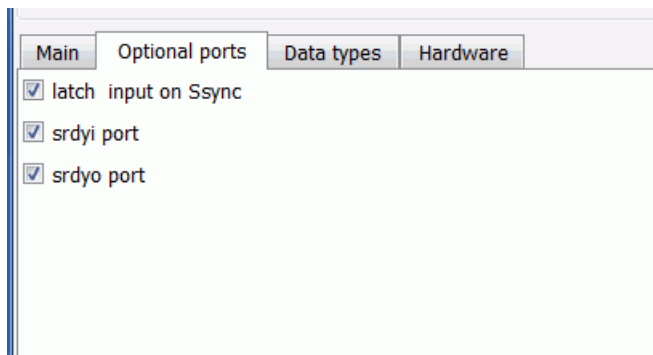 Main Optional ports Data types Hardware
latch input on Ssync
srdyi port
srdyo port